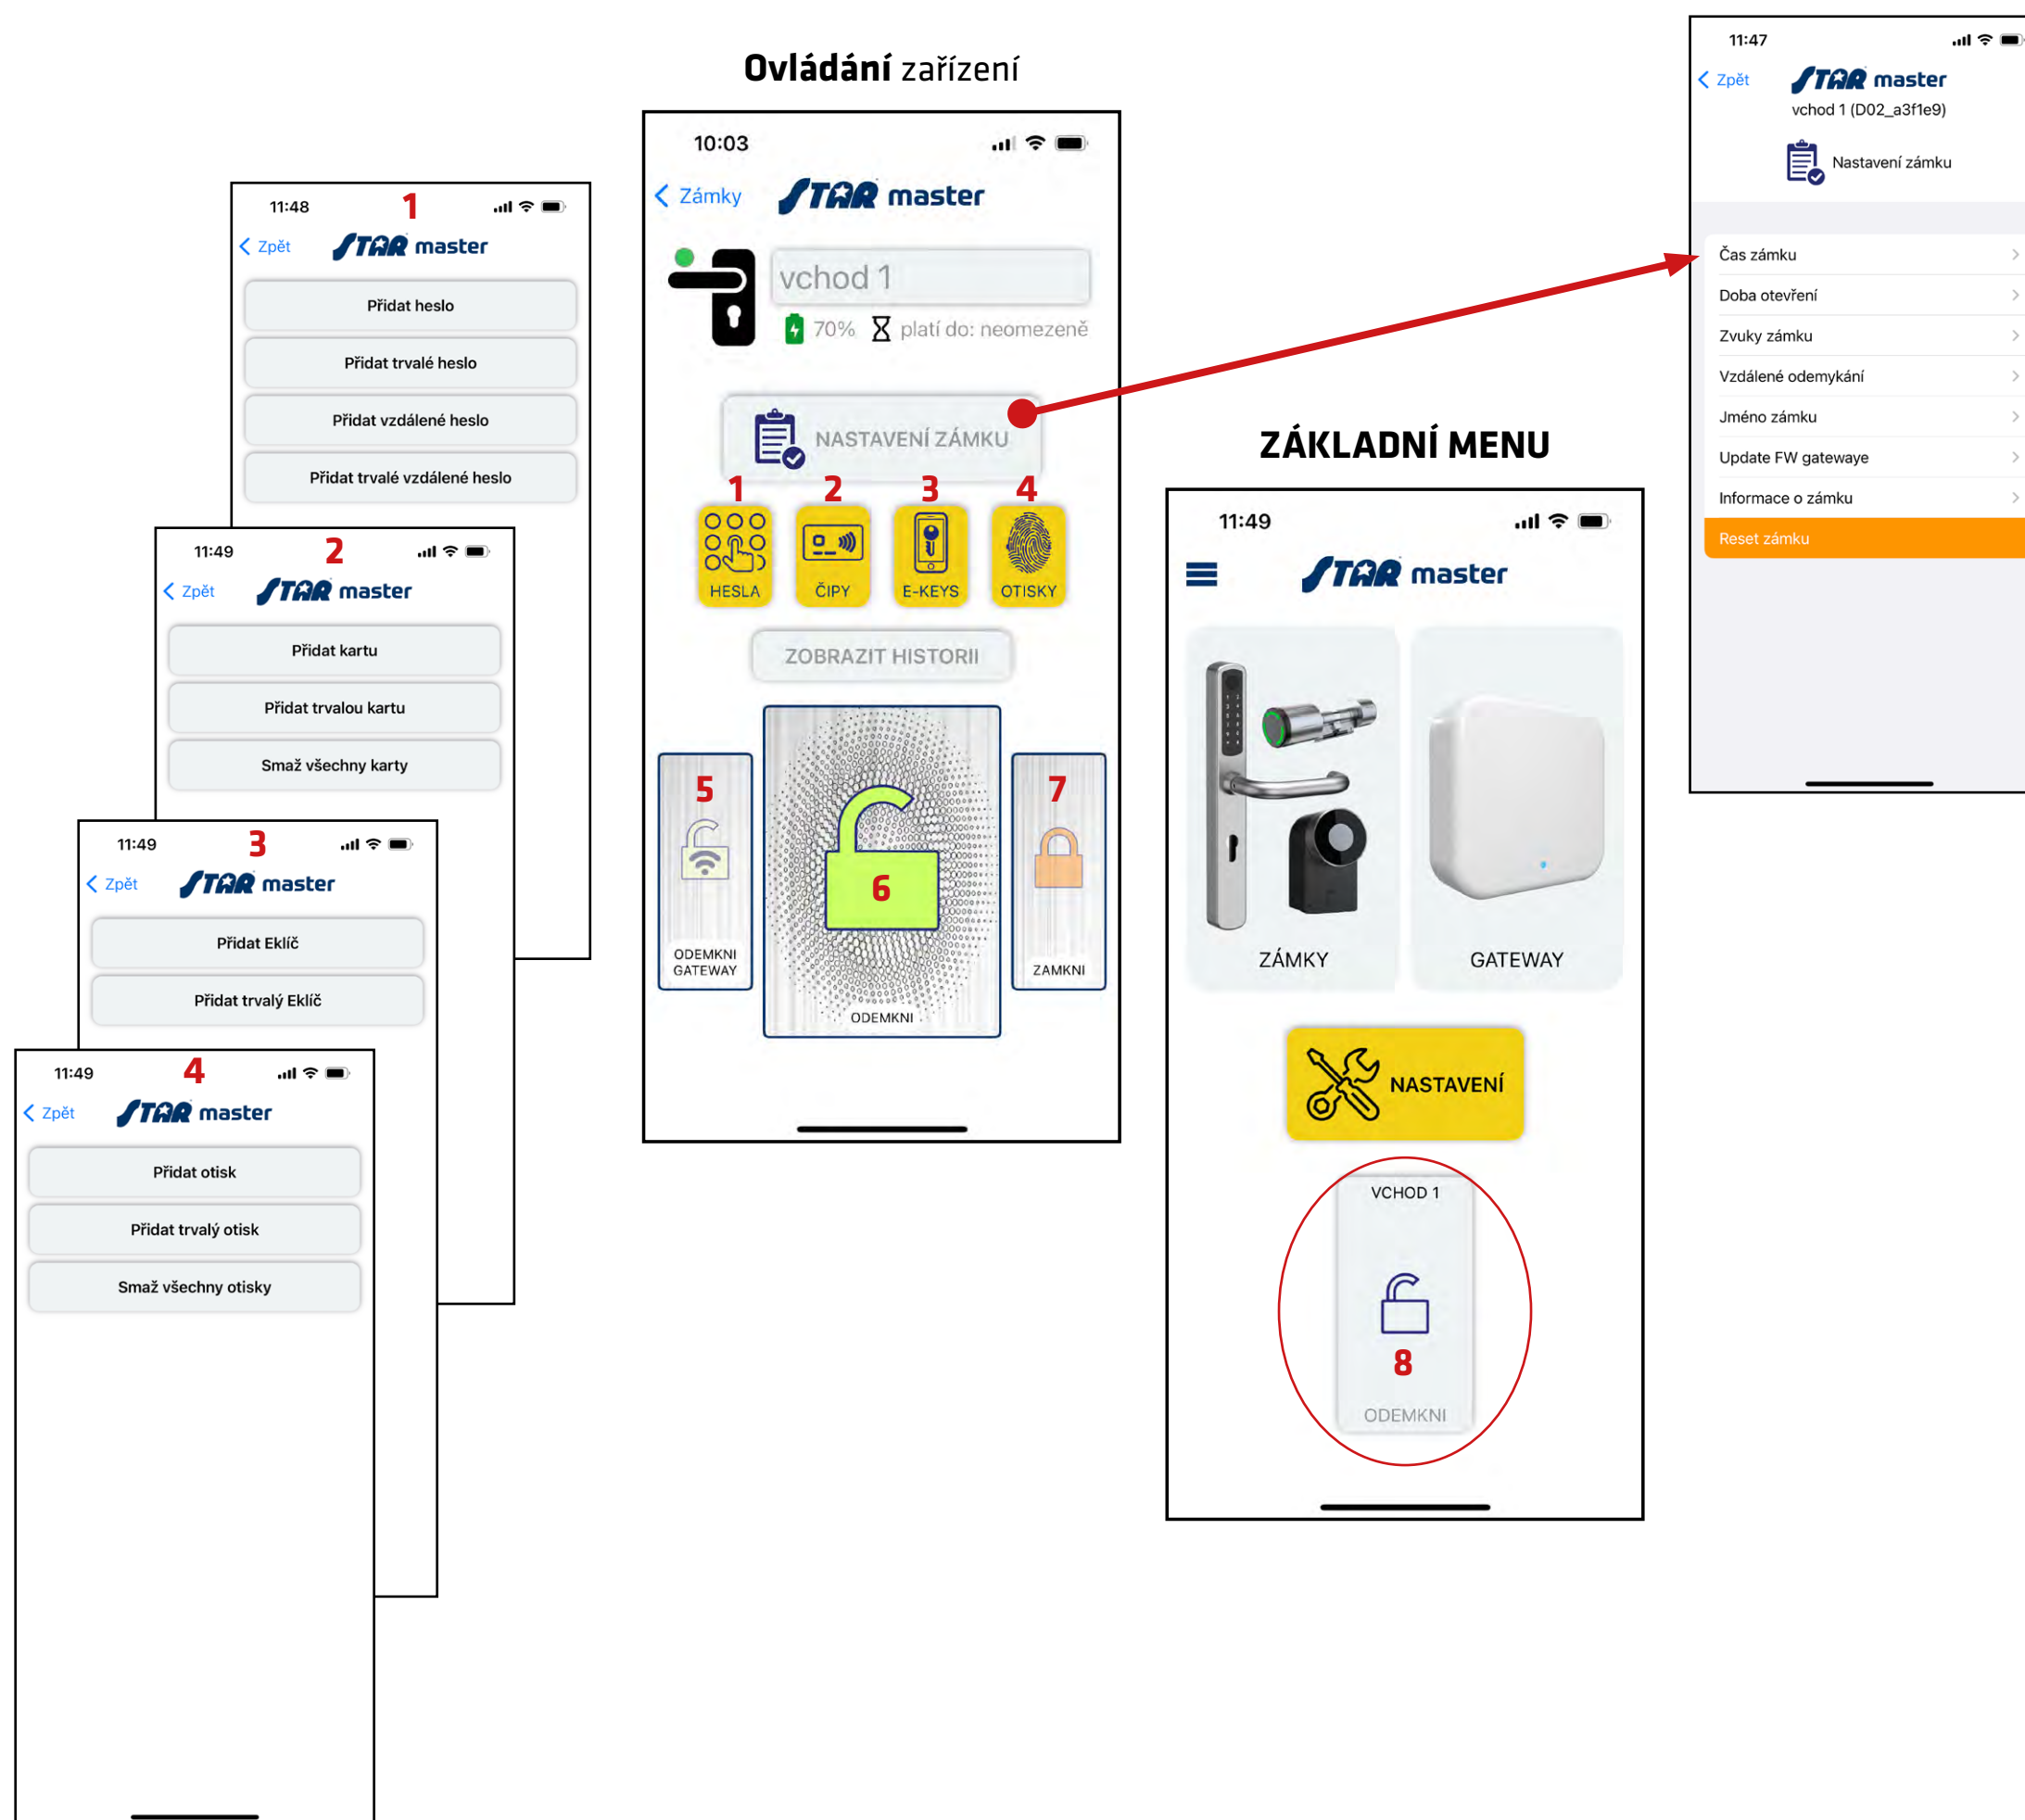 Ovládání zařízení
10:03
Zámky
STAR master
vchod 1
70% platí do: neomezeně
NASTAVENÍ ZÁMKU
1 2 3 4
HESLA ČIPY E-KEYS OTISKY
ZOBRAZIT HISTORII
5
ODEMKNI
GATEWAY
6
ODEMKNI
7
ZAMKNI
11:48
1
Zpět
STAR master
Přidat heslo
Přidat trvalé heslo
Přidat vzdálené heslo
Přidat trvalé vzdálené heslo
11:49
2
Zpět
STAR master
Přidat kartu
Přidat trvalou kartu
Smaž všechny karty
11:49
3
Zpět
STAR master
Přidat Eklíč
Přidat trvalý Eklíč
11:49
4
Zpět
STAR master
Přidat otisk
Přidat trvalý otisk
Smaž všechny otisky
ZÁKLADNÍ MENU
11:49
STAR master
ZÁMKY
GATEWAY
NASTAVENÍ
VCHOD 1
8
ODEMKNI
11:47
Zpět
STAR master
vchod 1 (D02_a3f1e9)
Nastavení zámku
Čas zámku
Doba otevření
Zvuky zámku
Vzdálené odemykání
Jméno zámku
Update FW gatewaye
Informace o zámku
Reset zámku